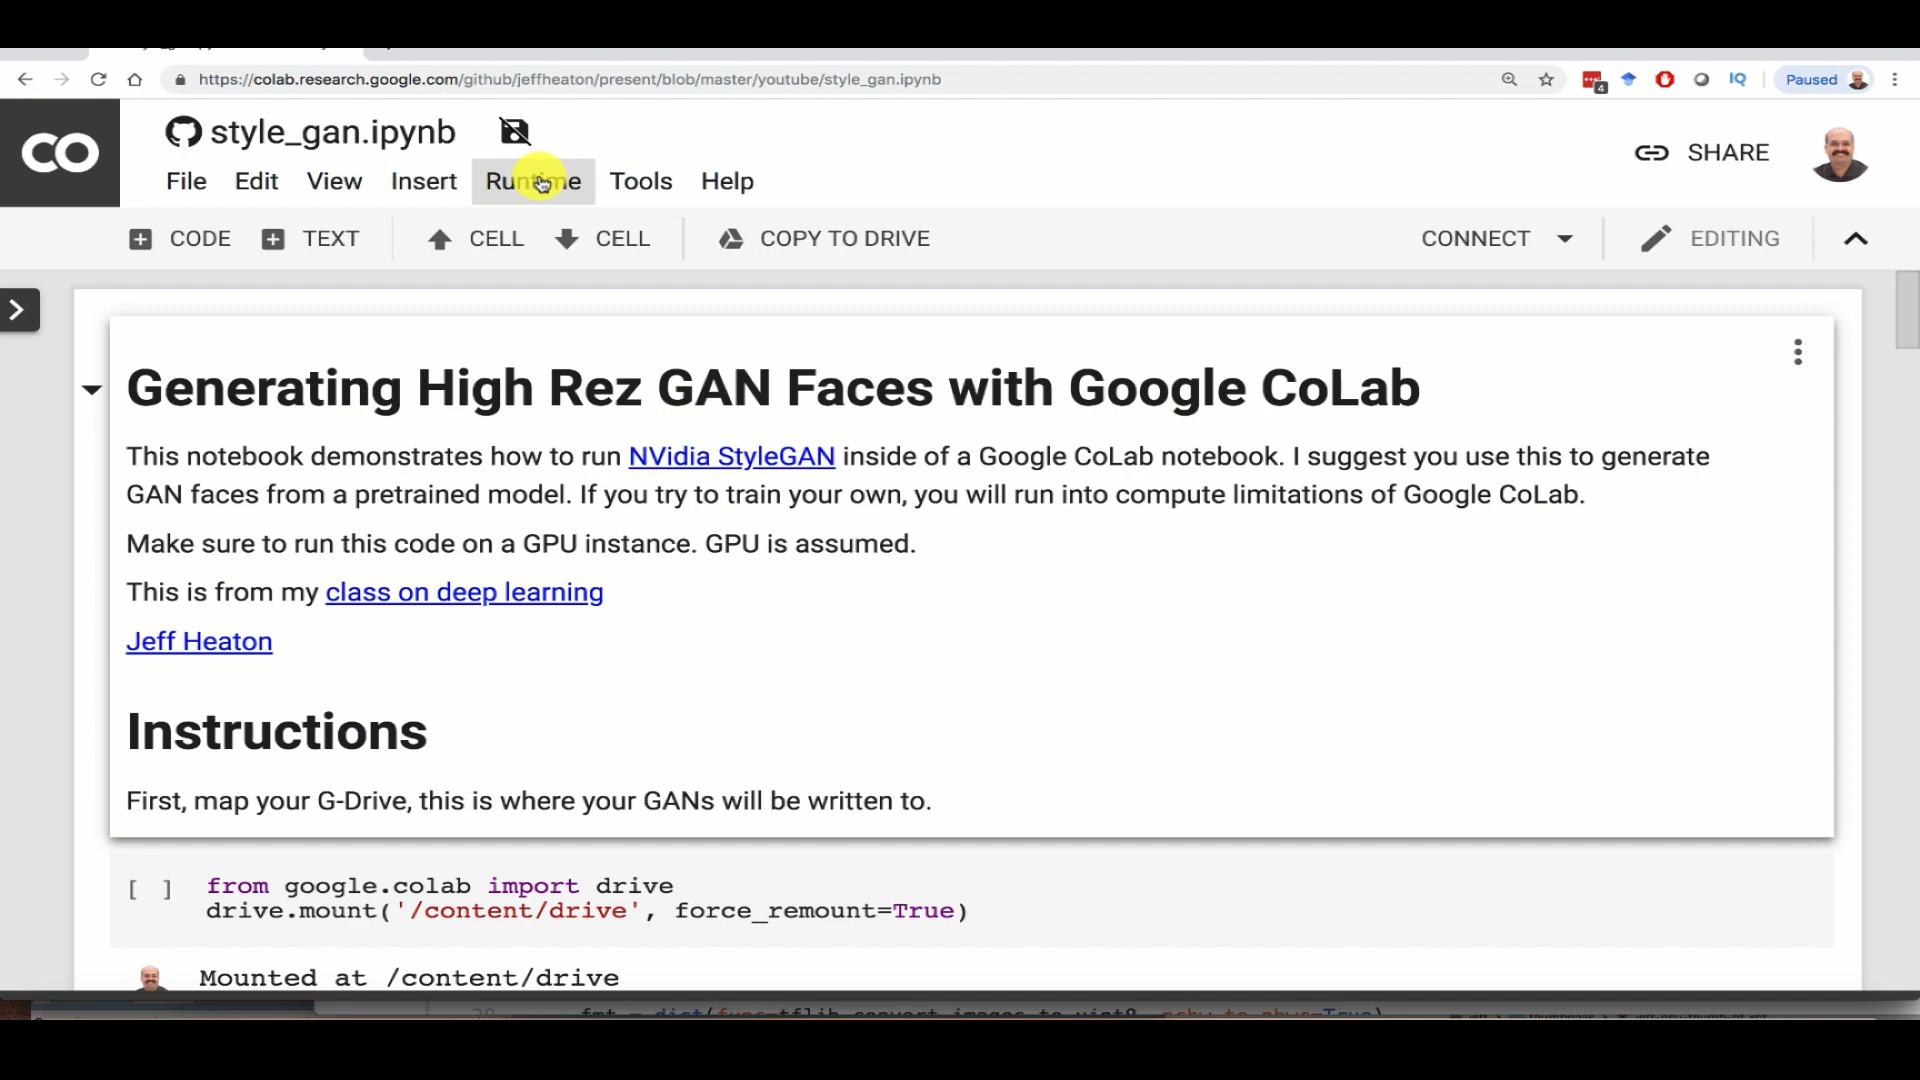 https://colab.research.google.com/github/jeffheaton/present/blob/master/youtube/style_gan.ipynb
4
IQ
Paused
CO
style_gan.ipynb
SHARE
File Edit View Insert Runtime Tools Help
CODE TEXT CELL CELL COPY TO DRIVE CONNECT EDITING
Generating High Rez GAN Faces with Google CoLab
This notebook demonstrates how to run NVidia StyleGAN inside of a Google CoLab notebook. I suggest you use this to generate
GAN faces from a pretrained model. If you try to train your own, you will run into compute limitations of Google CoLab.
Make sure to run this code on a GPU instance. GPU is assumed.
This is from my class on deep learning
Jeff Heaton
Instructions
First, map your G-Drive, this is where your GANs will be written to.
[ ] from google.colab import drive
drive.mount('/content/drive', force_remount=True)
Mounted at /content/drive